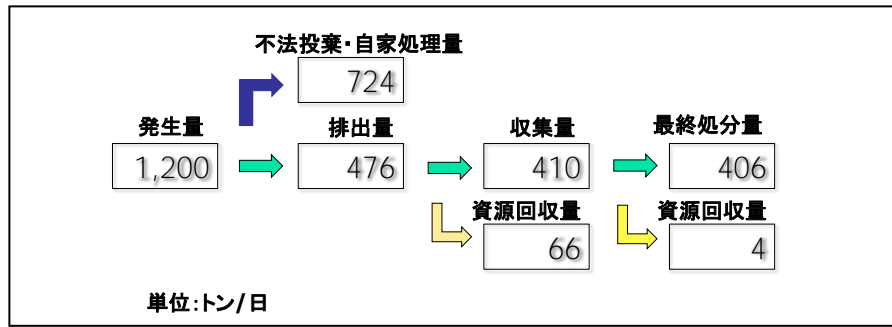 不法投棄・自家処理量
724
発生量
排出量
収集量
最終処分量
1,200
476
410
406
資源回収量
資源回収量
66
4
単位:トン/日